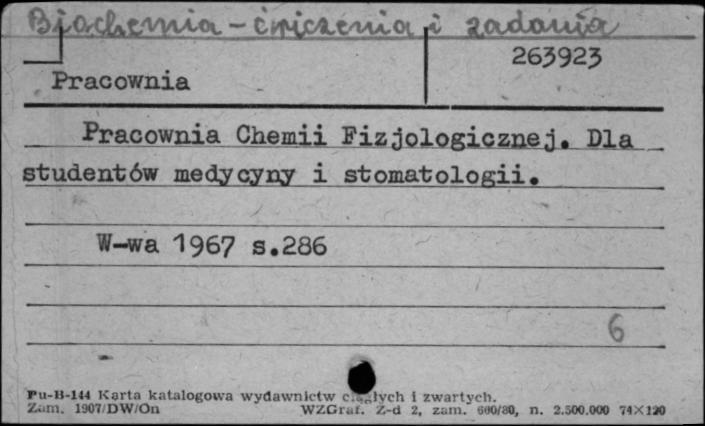 Biochemia - ćwiczenia i zadania
263923
Pracownia
Pracownia Chemii Fizjologicznej. Dla
studentów medycyny i stomatologii.
W-wa 1967 s.286
6
Pu-B-144 Karta katalogowa wydawnictw ciągłych i zwartych.
Zam. 1907/DW/On WZGraf. Z-d 2, zam. 600/80, n. 2.500.000 74×120